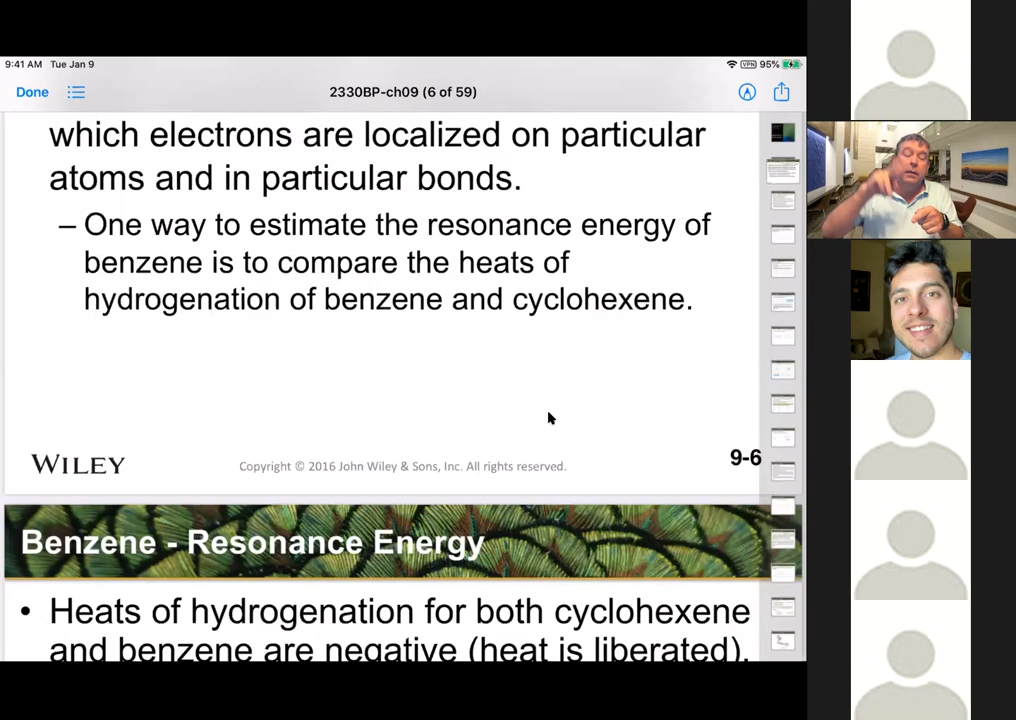 9:41 AM Tue Jan 9
VPN 95%
Done
2330BP-ch09 (6 of 59)
which electrons are localized on particular
atoms and in particular bonds.
– One way to estimate the resonance energy of
benzene is to compare the heats of
hydrogenation of benzene and cyclohexene.
WILEY
Copyright © 2016 John Wiley & Sons, Inc. All rights reserved.
9-6
Benzene - Resonance Energy
• Heats of hydrogenation for both cyclohexene
and benzene are negative (heat is liberated).